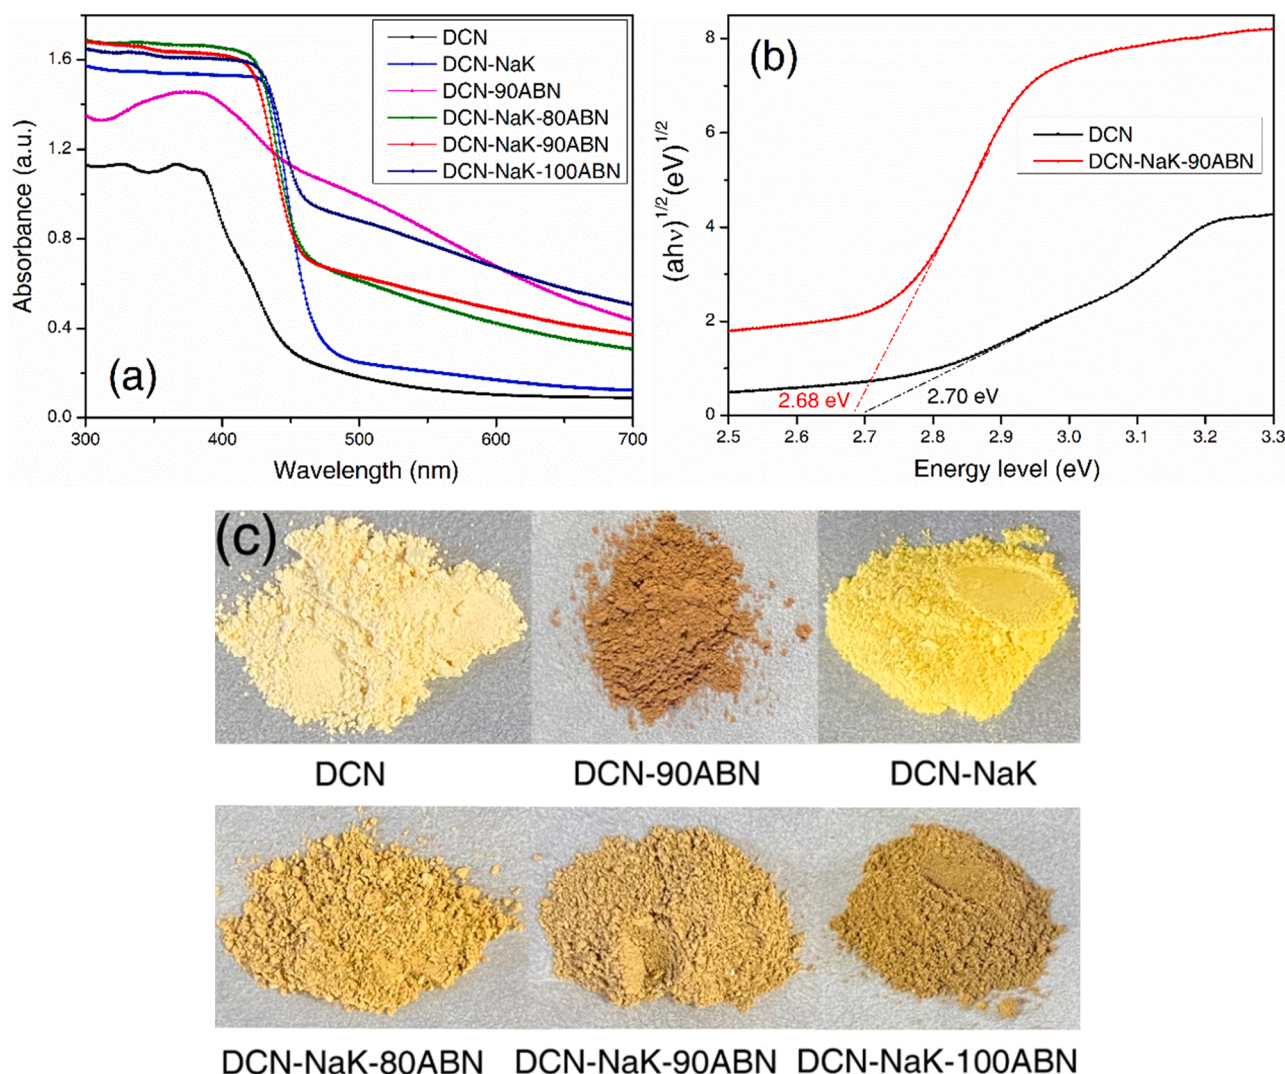 1.6
1.2
0.8
0.4
0.0
300
400
500
600
700
Absorbance (a.u.)
Wavelength (nm)
DCN
DCN-NaK
DCN-90ABN
DCN-NaK-80ABN
DCN-NaK-90ABN
DCN-NaK-100ABN
(a)
8
6
4
2
0
2.5
2.6
2.7
2.8
2.9
3.0
3.1
3.2
3.3
(ahν)^1/2 (eV)^1/2
Energy level (eV)
(b)
DCN
DCN-NaK-90ABN
2.68 eV
2.70 eV
(c)
DCN
DCN-90ABN
DCN-NaK
DCN-NaK-80ABN
DCN-NaK-90ABN
DCN-NaK-100ABN